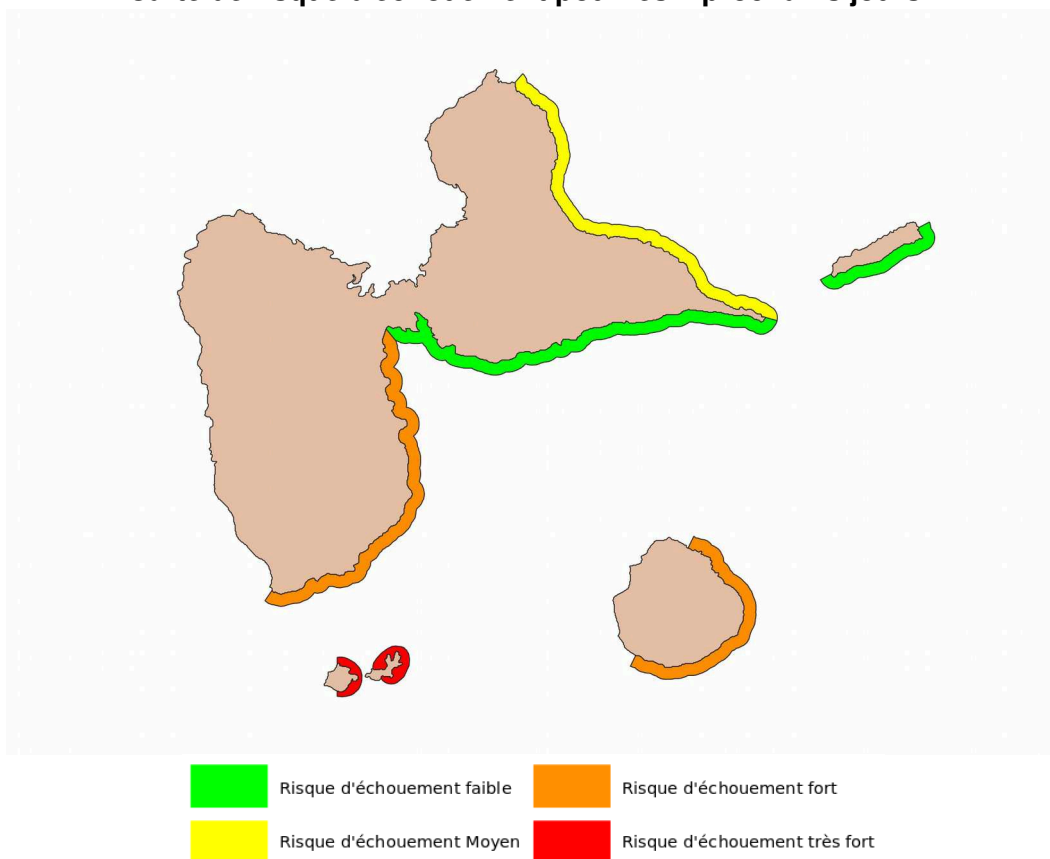 Risque d'échouement faible
Risque d'échouement fort
Risque d'échouement Moyen
Risque d'échouement très fort